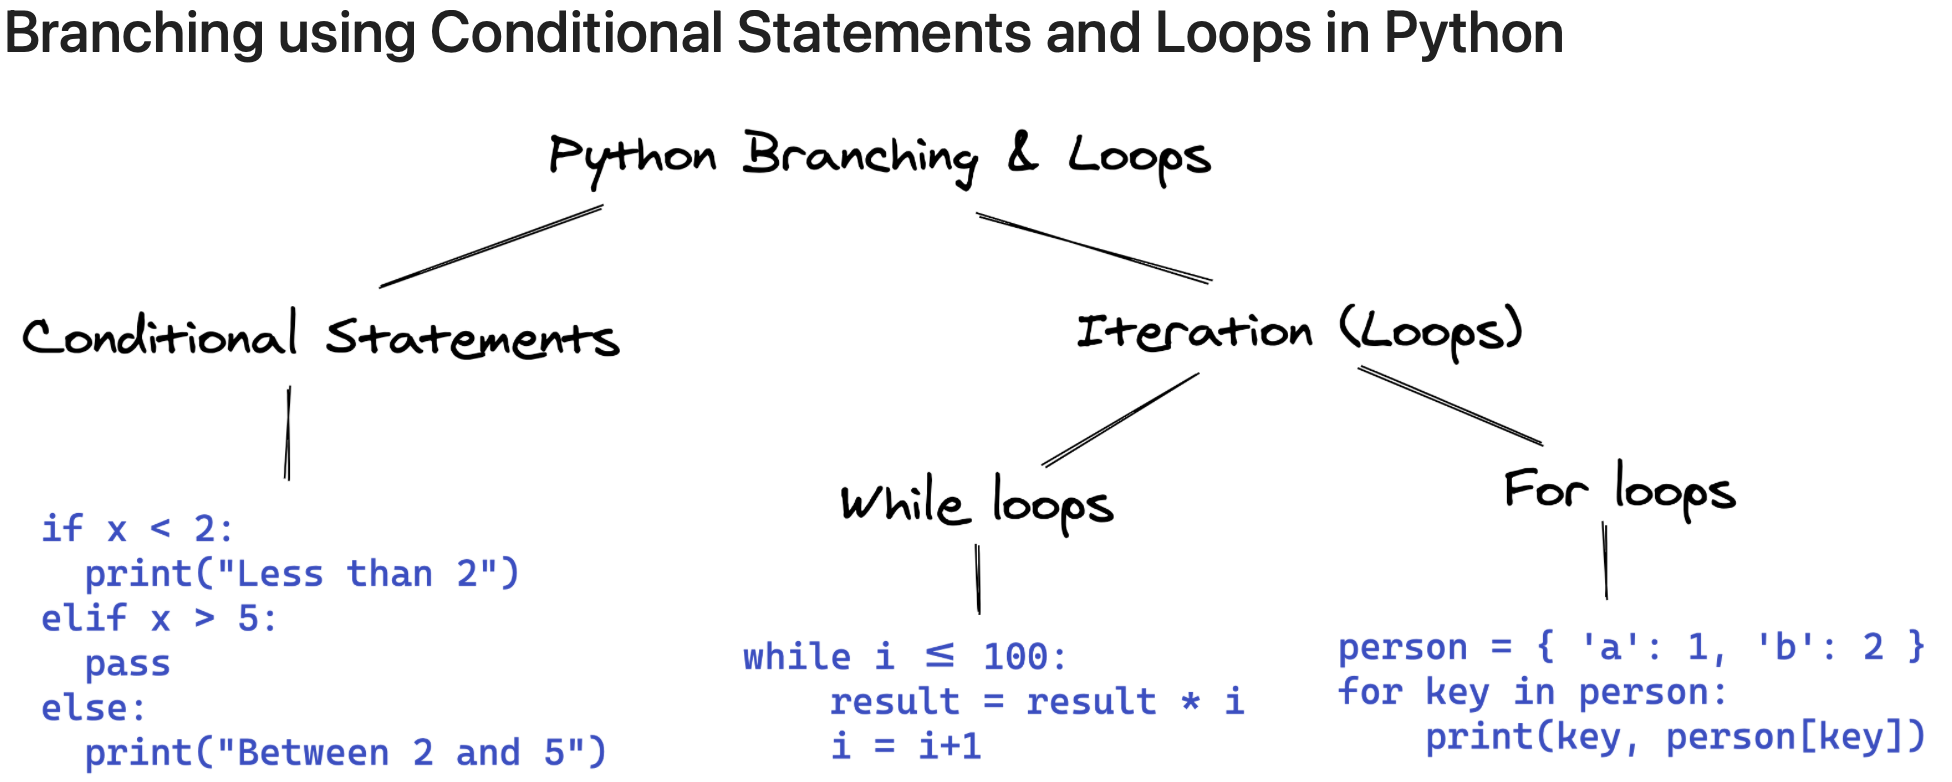 Branching using Conditional Statements and Loops in Python
Python Branching & Loops
Conditional Statements
Iteration (Loops)
While loops
For loops
if x < 2:
  print("Less than 2")
elif x > 5:
  pass
else:
  print("Between 2 and 5")
while i ≤ 100:
    result = result * i
    i = i+1
person = { 'a': 1, 'b': 2 }
for key in person:
    print(key, person[key])